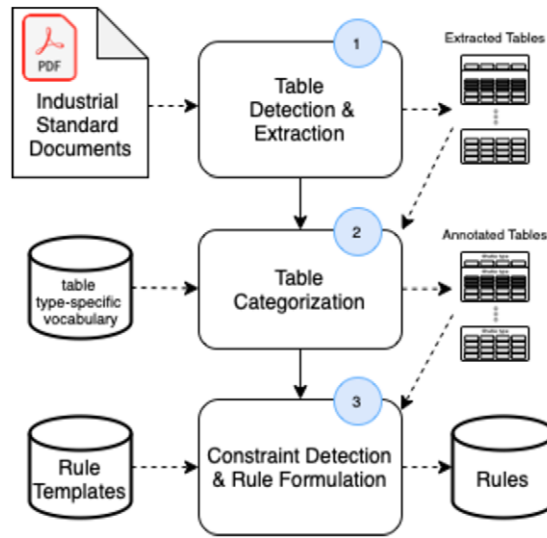 PDF
Industrial
Standard
Documents
1
Table
Detection &
Extraction
Extracted Tables
2
table
type-specific
vocabulary
Table
Categorization
Annotated Tables
3
Rule
Templates
Constraint Detection
& Rule Formulation
Rules